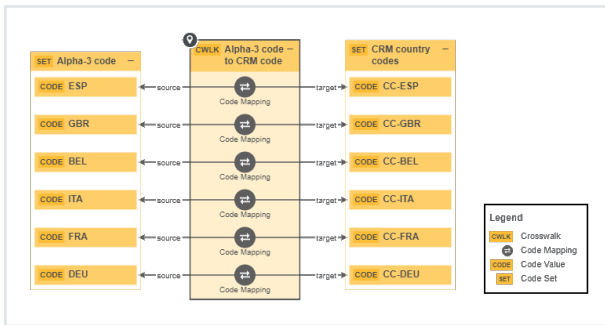 SET Alpha-3 code −
CWLK Alpha-3 code −
to CRM code
SET CRM country −
codes
CODE ESP
source
Code Mapping
target
CODE CC-ESP
CODE GBR
source
Code Mapping
target
CODE CC-GBR
CODE BEL
source
Code Mapping
target
CODE CC-BEL
CODE ITA
source
Code Mapping
target
CODE CC-ITA
CODE FRA
source
Code Mapping
target
CODE CC-FRA
CODE DEU
source
Code Mapping
target
CODE CC-DEU
Legend
CWLK Crosswalk
Code Mapping
CODE Code Value
SET Code Set